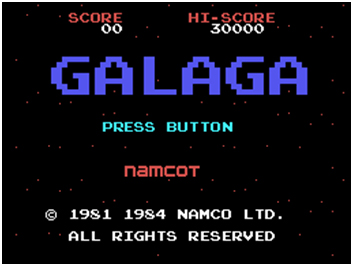 SCORE HI-SCORE
00 30000
GALAGA
PRESS BUTTON
namcot
© 1981 1984 NAMCO LTD.
ALL RIGHTS RESERVED